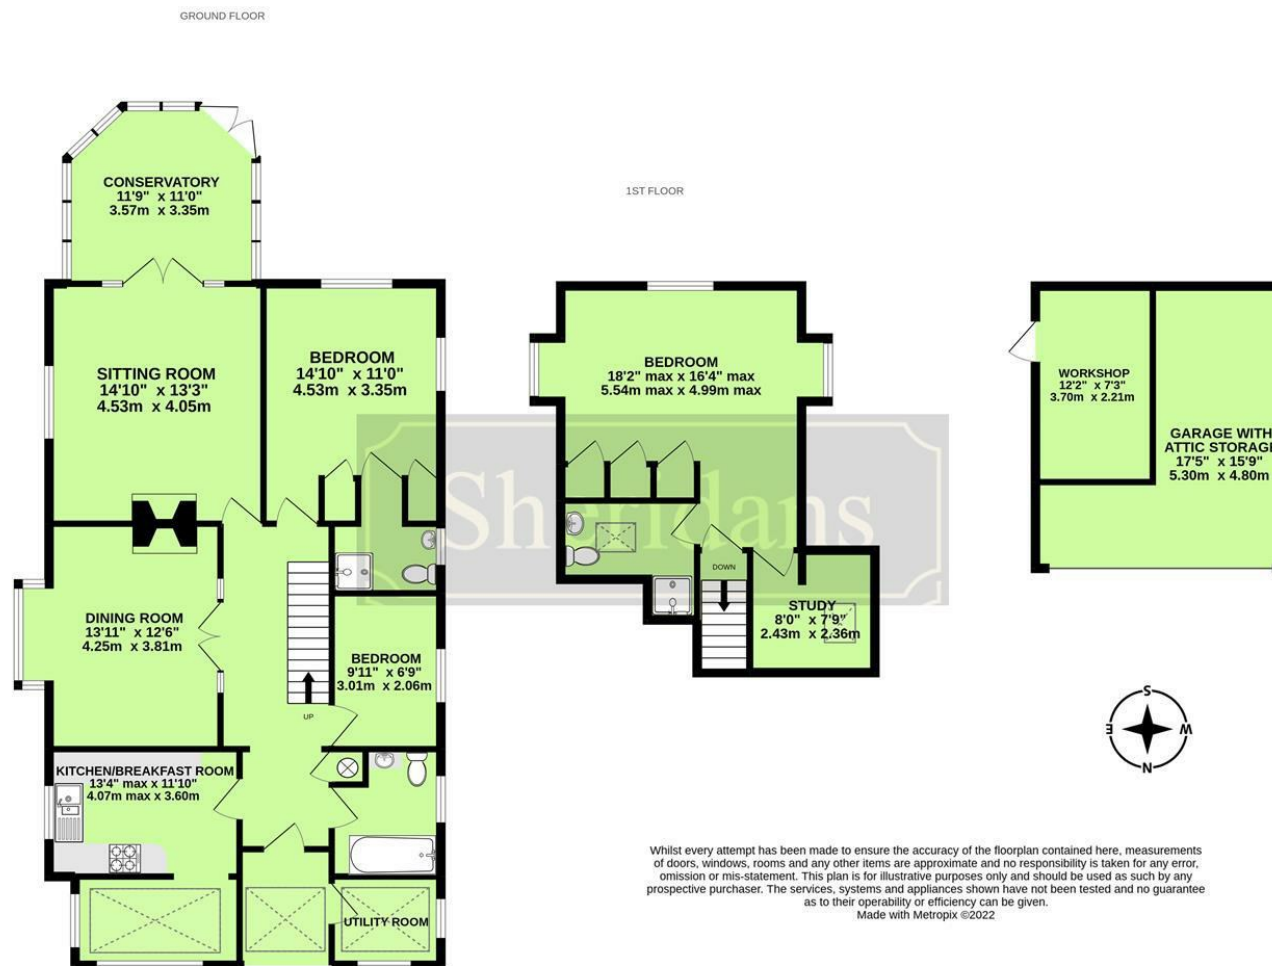 GROUND FLOOR
CONSERVATORY
11'9" x 11'0"
3.57m x 3.35m
SITTING ROOM
14'10" x 13'3"
4.53m x 4.05m
BEDROOM
14'10" x 11'0"
4.53m x 3.35m
DINING ROOM
13'11" x 12'6"
4.25m x 3.81m
BEDROOM
9'11" x 6'9"
3.01m x 2.06m
UP
KITCHEN/BREAKFAST ROOM
13'4" max x 11'10"
4.07m max x 3.60m
UTILITY ROOM
1ST FLOOR
BEDROOM
18'2" max x 16'4" max
5.54m max x 4.99m max
Sheridans
DOWN
STUDY
8'0" x 7'9"
2.43m x 2.36m
WORKSHOP
12'2" x 7'3"
3.70m x 2.21m
GARAGE WITH
ATTIC STORAGE
17'5" x 15'9"
5.30m x 4.80m
S
E
W
N
Whilst every attempt has been made to ensure the accuracy of the floorplan contained here, measurements
of doors, windows, rooms and any other items are approximate and no responsibility is taken for any error,
omission or mis-statement. This plan is for illustrative purposes only and should be used as such by any
prospective purchaser. The services, systems and appliances shown have not been tested and no guarantee
as to their operability or efficiency can be given.
Made with Metropix ©2022